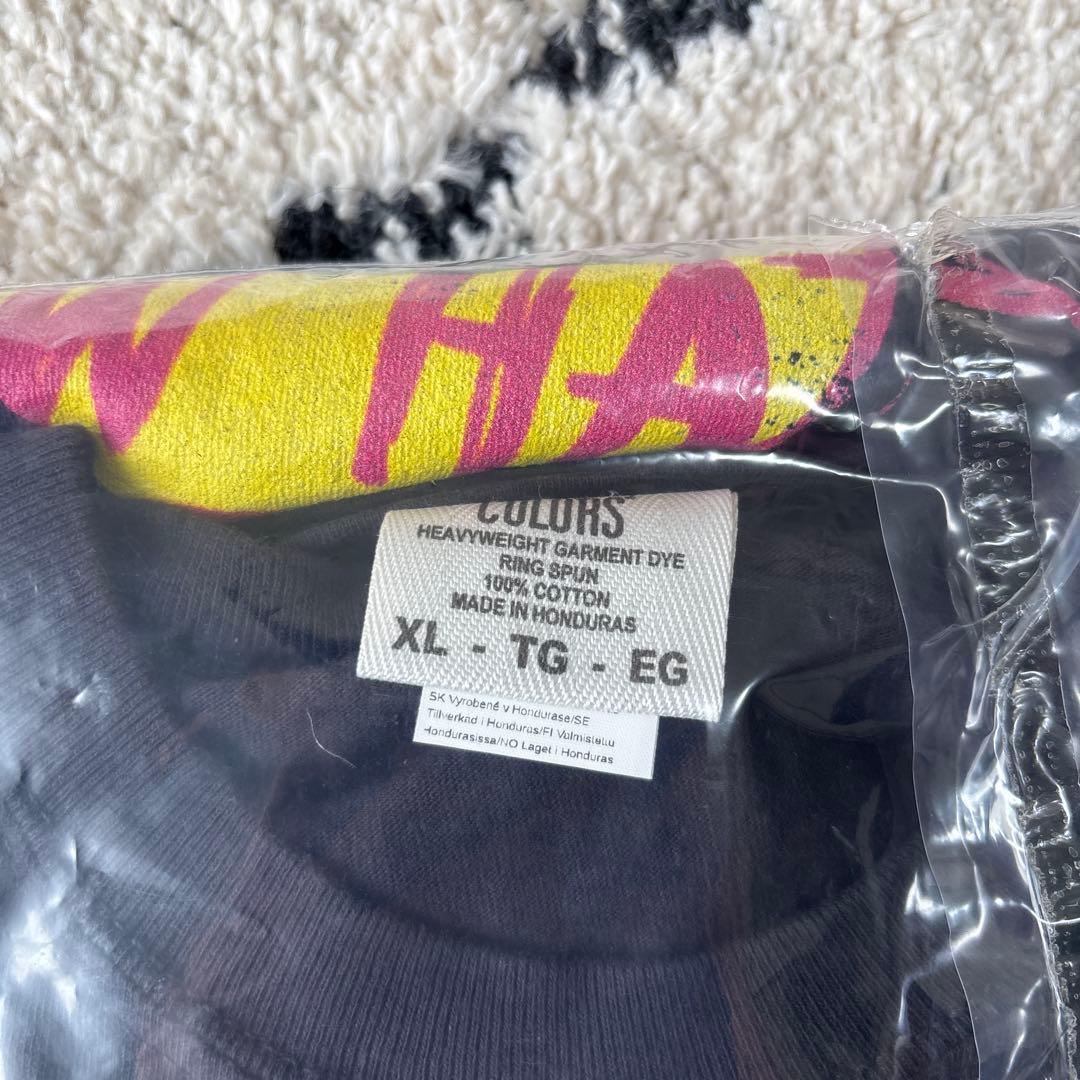 W HA
COLORS
HEAVYWEIGHT GARMENT DYE
RING SPUN
100% COTTON
MADE IN HONDURAS
XL - TG - EG
SK Vyrobené v Hondurase/SE
Tillverkad i Honduras/FI Valmistettu
Hondurasissa/NO Laget i Honduras